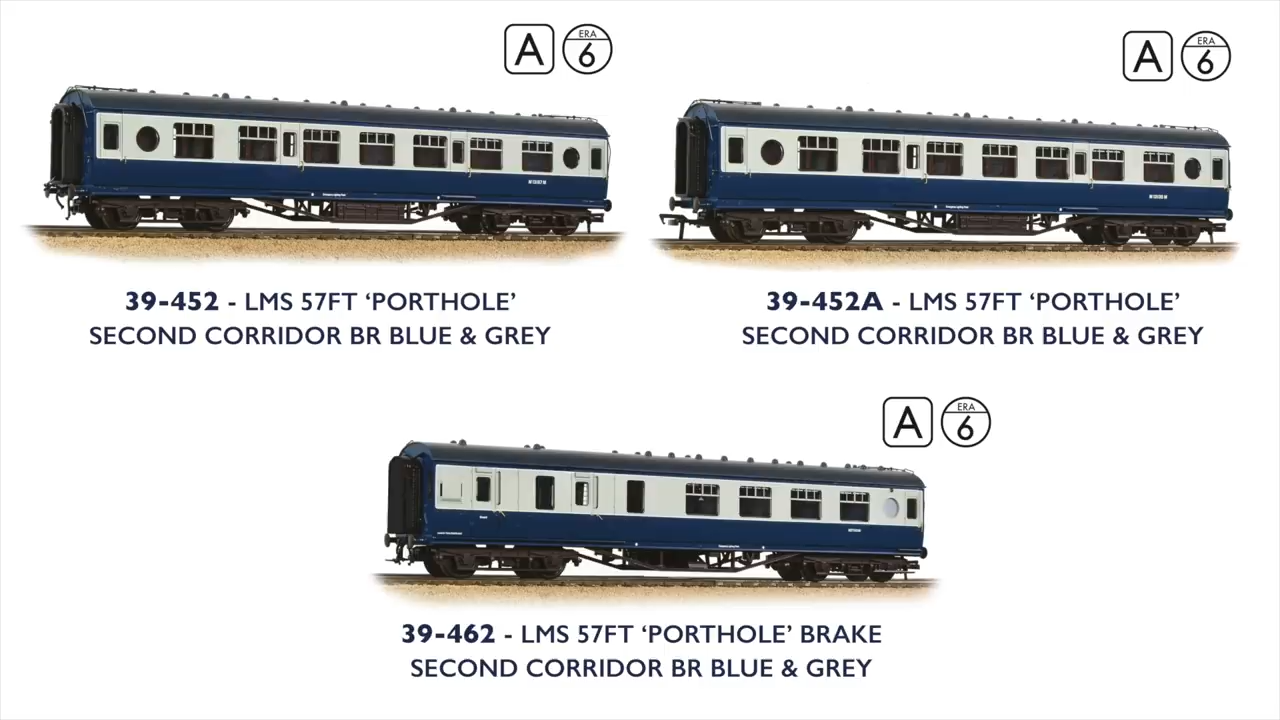 A ERA 6
A ERA 6
39-452 - LMS 57FT ‘PORTHOLE’
SECOND CORRIDOR BR BLUE & GREY
39-452A - LMS 57FT ‘PORTHOLE’
SECOND CORRIDOR BR BLUE & GREY
A ERA 6
39-462 - LMS 57FT ‘PORTHOLE’ BRAKE
SECOND CORRIDOR BR BLUE & GREY